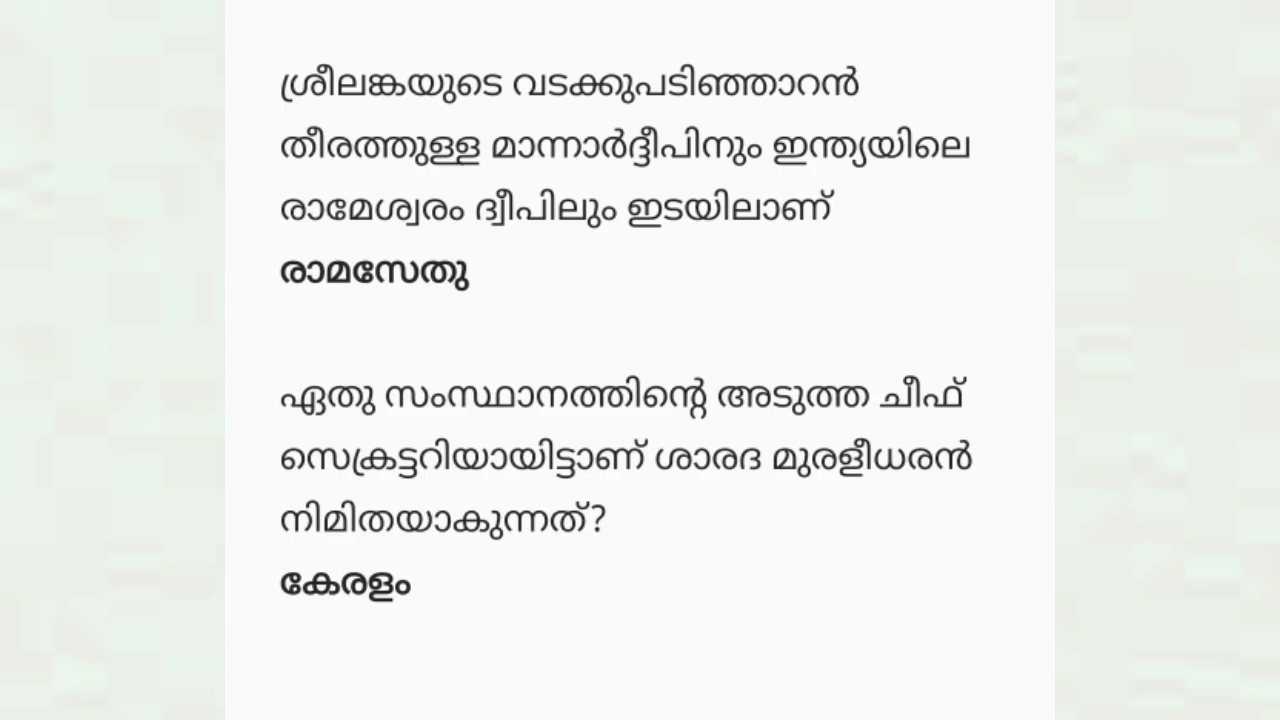 ശ്രീലങ്കയുടെ വടക്കുപടിഞ്ഞാറൻ
തീരത്തുള്ള മാന്നാർദ്ദീപിനും ഇന്ത്യയിലെ
രാമേശ്വരം ദ്വീപിലും ഇടയിലാണ്
രാമസേതു
ഏതു സംസ്ഥാനത്തിന്റെ അടുത്ത ചീഫ്
സെക്രട്ടറിയായിട്ടാണ് ശാരദ മുരളീധരൻ
നിമിതയാകുന്നത്?
കേരളം